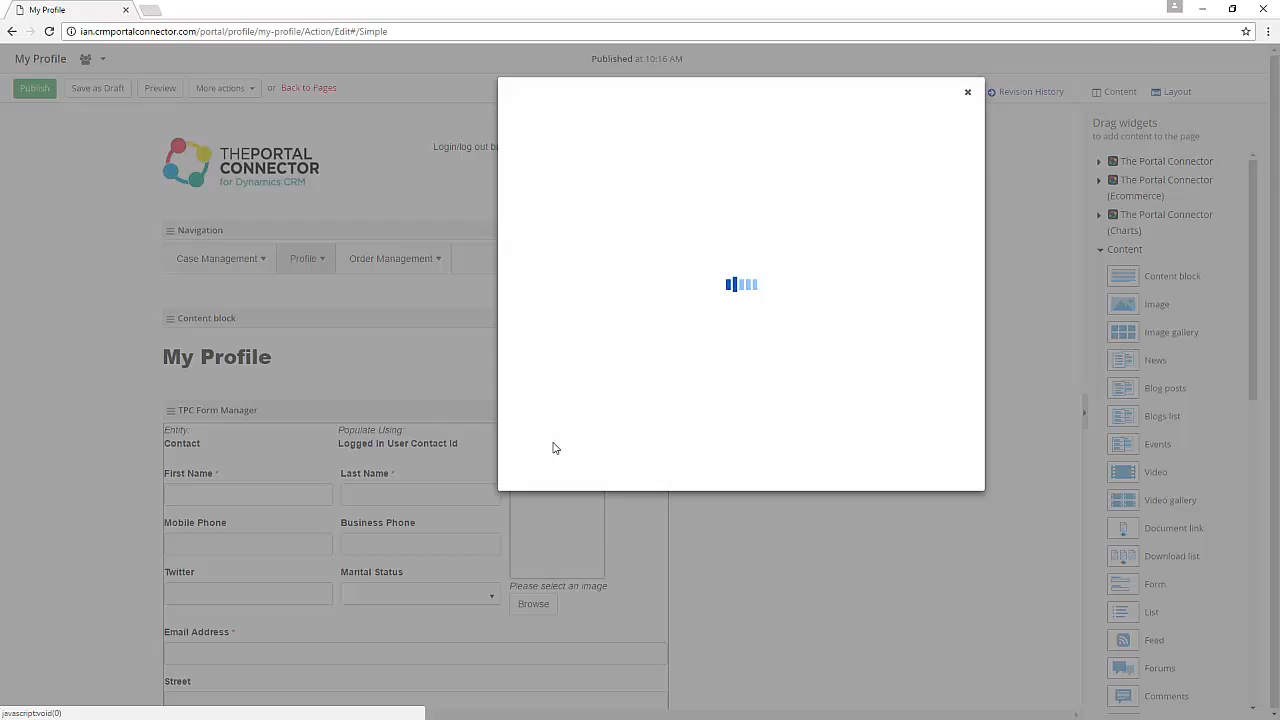 My Profile
ian.crmportalconnector.com/portal/profile/my-profile/Action/Edit#/Simple
My Profile
Published at 10:16 AM
Publish
Save as Draft
Preview
More actions
or Back to Pages
Revision History
Content
Layout
Drag widgets
to add content to the page
THEPORTAL
CONNECTOR
for Dynamics CRM
Login/log out b
The Portal Connector
The Portal Connector
(Ecommerce)
The Portal Connector
(Charts)
Content
Navigation
Case Management
Profile
Order Management
Content block
My Profile
TPC Form Manager
Entity:
Contact
Populate Using:
Logged in User Contact Id
First Name *
Last Name *
Mobile Phone
Business Phone
Twitter
Marital Status
Please select an image
Browse
Email Address *
Street
Content block
Image
Image gallery
News
Blog posts
Blogs list
Events
Video
Video gallery
Document link
Download list
Form
List
Feed
Forums
Comments
javascript:void(0)